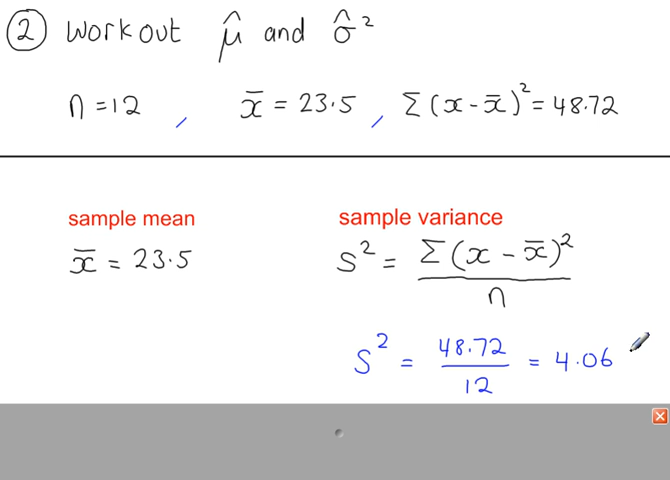 ② Work out μ̂ and σ̂²
n = 12 , x̄ = 23.5 , Σ(x - x̄)² = 48.72
sample mean
x̄ = 23.5
sample variance
S² = Σ(x - x̄)² / n
S² = 48.72 / 12 = 4.06